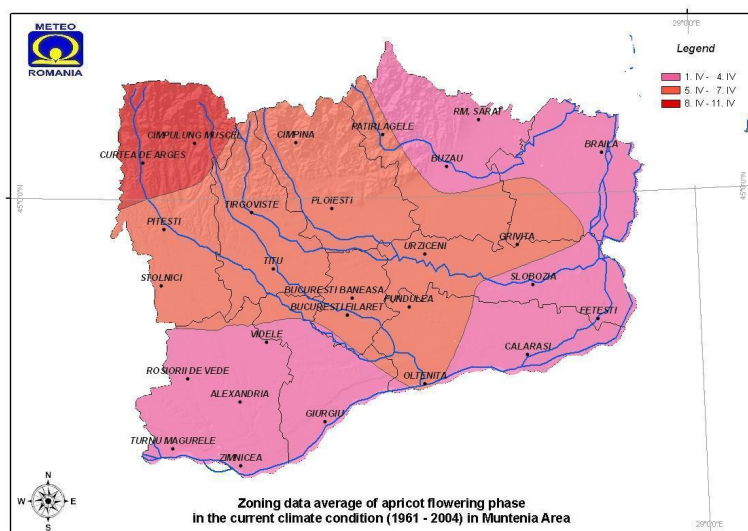 METEO
ROMANIA
29°0'0"E
Legend
1. IV - 4. IV
5. IV - 7. IV
8. IV - 11. IV
RM. SARAT
PATIRLAGELE
CIMPULUNG MUSCEL
CIMPINA
BRAILA
CURTEA DE ARGES
BUZAU
45°0'0"N
45°0'0"N
TIRGOVISTE
PLOIESTI
PITESTI
GRIVITA
URZICENI
TITU
STOLNICI
SLOBOZIA
BUCURESTI BANEASA
FUNDULEA
BUCURESTI FILARET
FETESTI
VIDELE
CALARASI
ROSIORII DE VEDE
OLTENITA
ALEXANDRIA
GIURGIU
TURNU MAGURELE
ZIMNICEA
N
W
E
S
Zoning data average of apricot flowering phase
in the current climate condition (1961 - 2004) in Muntenia Area
29°0'0"E